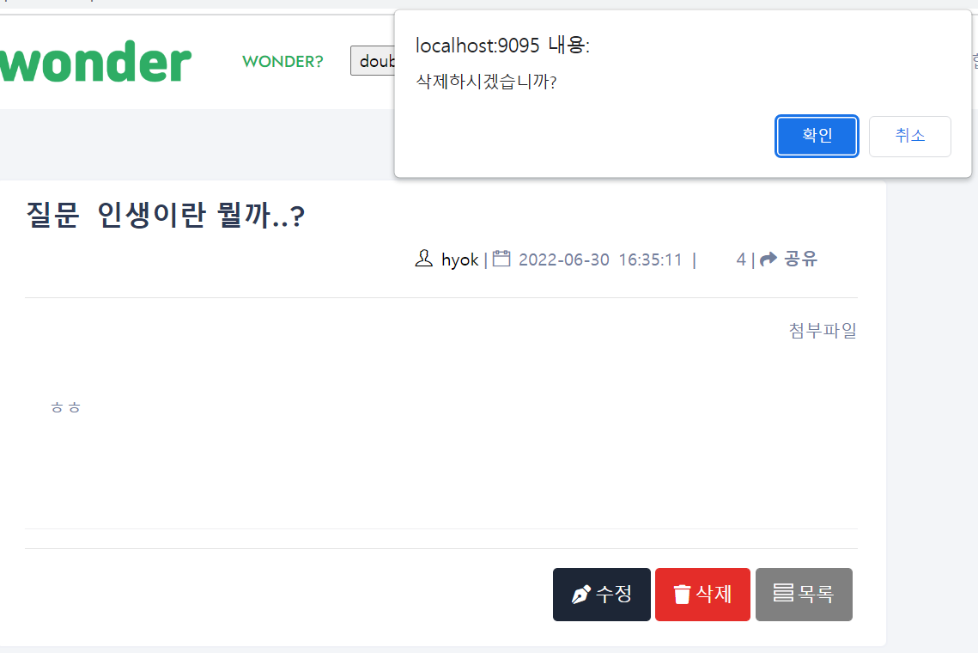 localhost:9095 내용:
삭제하시겠습니까?
확인 취소
wonder WONDER? doub
질문 인생이란 뭘까..?
hyok | 2022-06-30 16:35:11 | 4 | 공유
첨부파일
ㅎㅎ
수정 삭제 목록